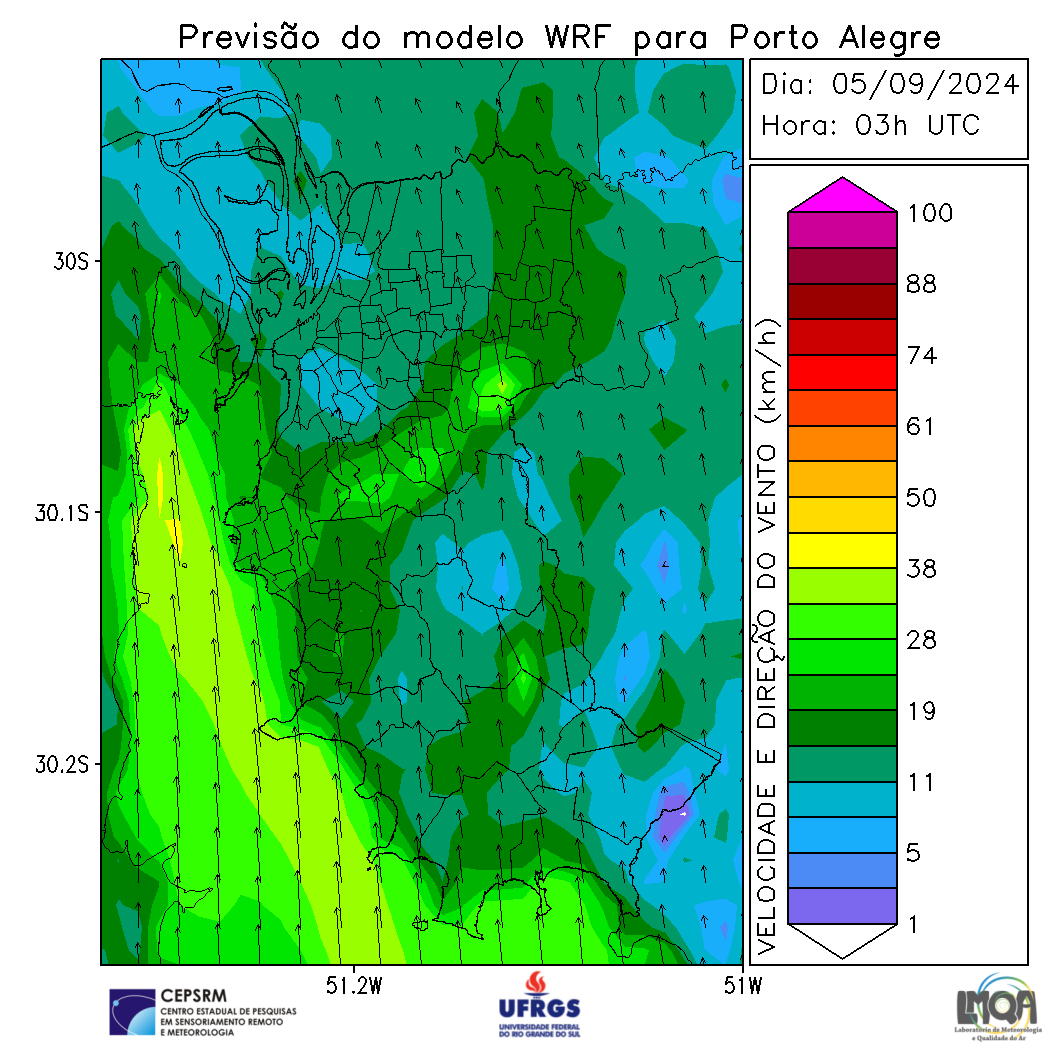 Previsão do modelo WRF para Porto Alegre
Dia: 05/09/2024
Hora: 03h UTC
30S
30.1S
30.2S
51.2W
51W
VELOCIDADE E DIREÇÃO DO VENTO (km/h)
100
88
74
61
50
38
28
19
11
5
1
CEPSRM
CENTRO ESTADUAL DE PESQUISAS
EM SENSORIAMENTO REMOTO
E METEOROLOGIA
UFRGS
UNIVERSIDADE FEDERAL
DO RIO GRANDE DO SUL
LMQA
Laboratório de Meteorologia
e Qualidade do Ar